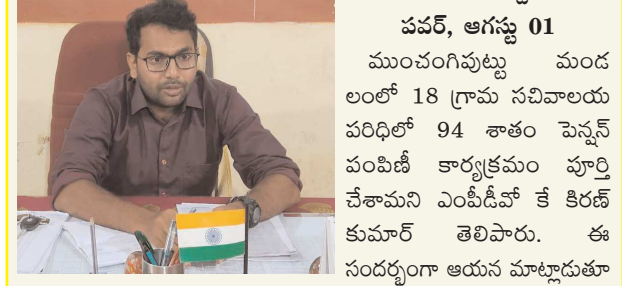 పవర్, ఆగస్టు 01
ముంచంగిపుట్టు మండ
లంలో 18 గ్రామ సచివాలయ
పరిధిలో 94 శాతం పెన్షన్
పంపిణీ కార్యక్రమం పూర్తి
చేశామని ఎంపీడీవో కే కిరణ్
కుమార్ తెలిపారు. ఈ
సందర్భంగా ఆయన మాట్లాడుతూ